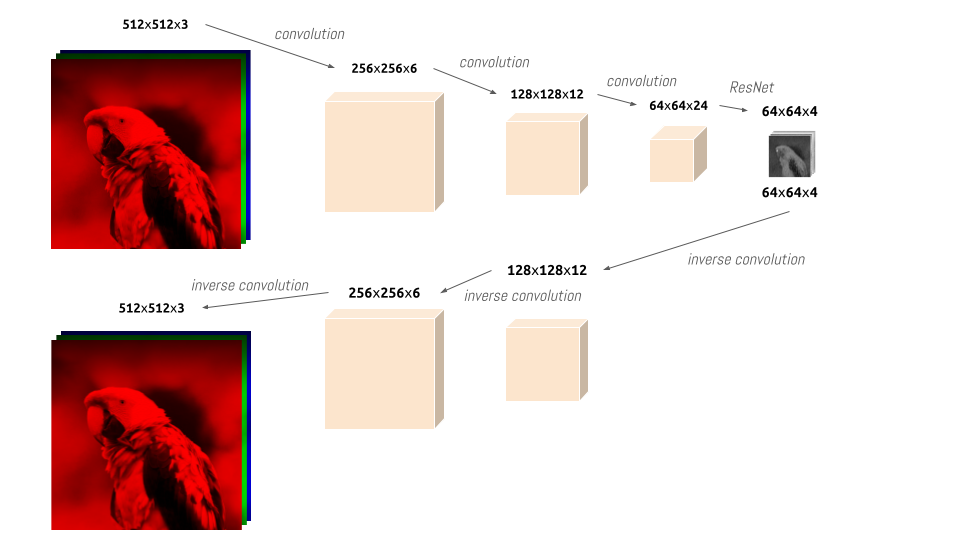 512x512x3
convolution
256x256x6
convolution
128x128x12
convolution
64x64x24
ResNet
64x64x4
64x64x4
inverse convolution
128x128x12
inverse convolution
256x256x6
inverse convolution
512x512x3